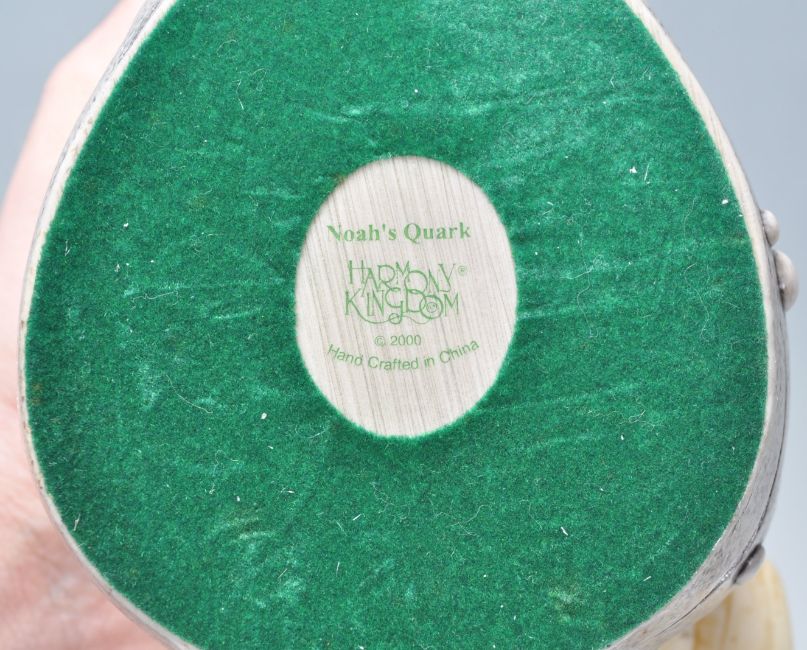 Noah's Quark
HARMONY®
KINGDOM
© 2000
Hand Crafted in China